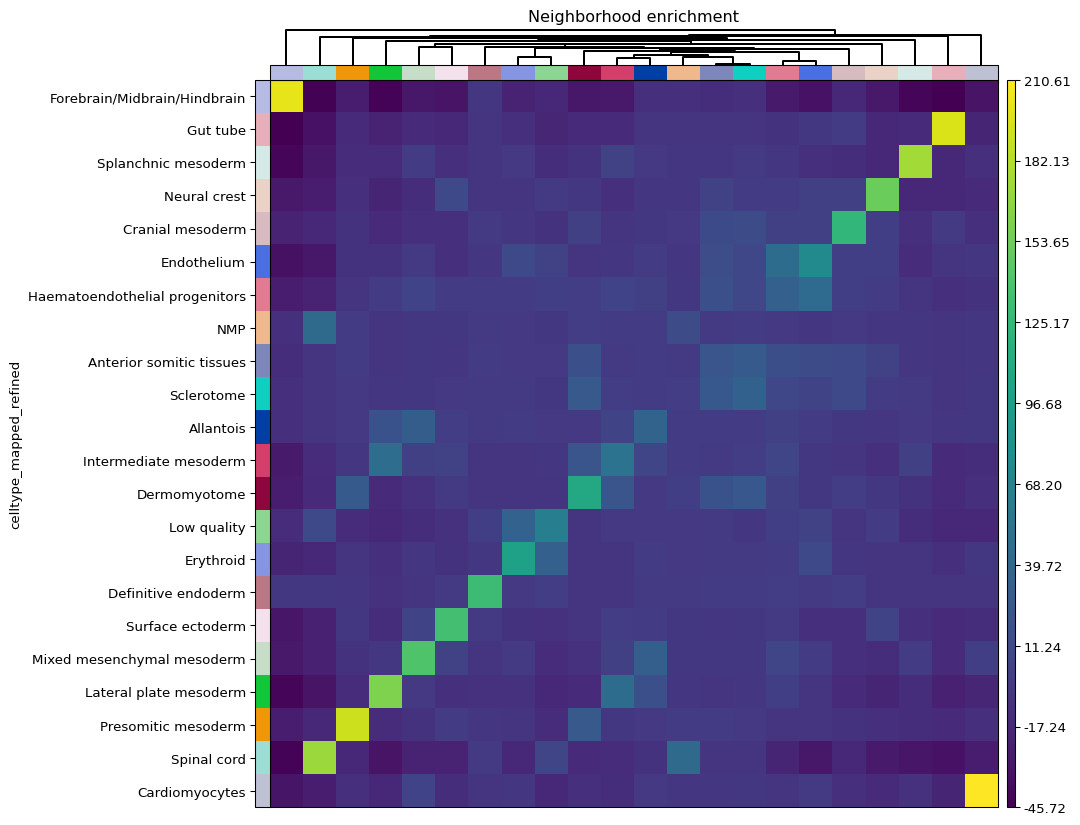 Neighborhood enrichment
celltype_mapped_refined
Forebrain/Midbrain/Hindbrain
Gut tube
Splanchnic mesoderm
Neural crest
Cranial mesoderm
Endothelium
Haematoendothelial progenitors
NMP
Anterior somitic tissues
Sclerotome
Allantois
Intermediate mesoderm
Dermomyotome
Low quality
Erythroid
Definitive endoderm
Surface ectoderm
Mixed mesenchymal mesoderm
Lateral plate mesoderm
Presomitic mesoderm
Spinal cord
Cardiomyocytes
210.61
182.13
153.65
125.17
96.68
68.20
39.72
11.24
-17.24
-45.72